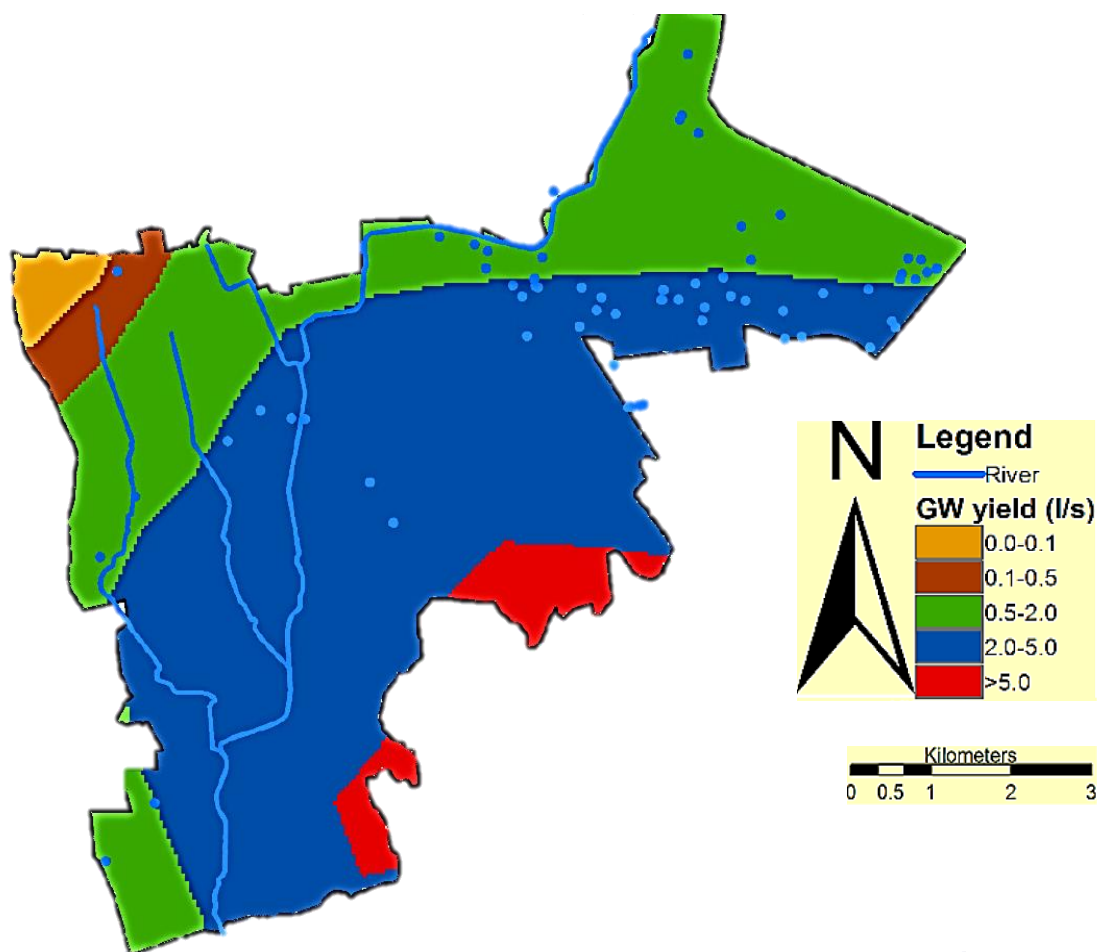 N
Legend
River
GW yield (l/s)
0.0-0.1
0.1-0.5
0.5-2.0
2.0-5.0
>5.0
Kilometers
0 0.5 1 2 3